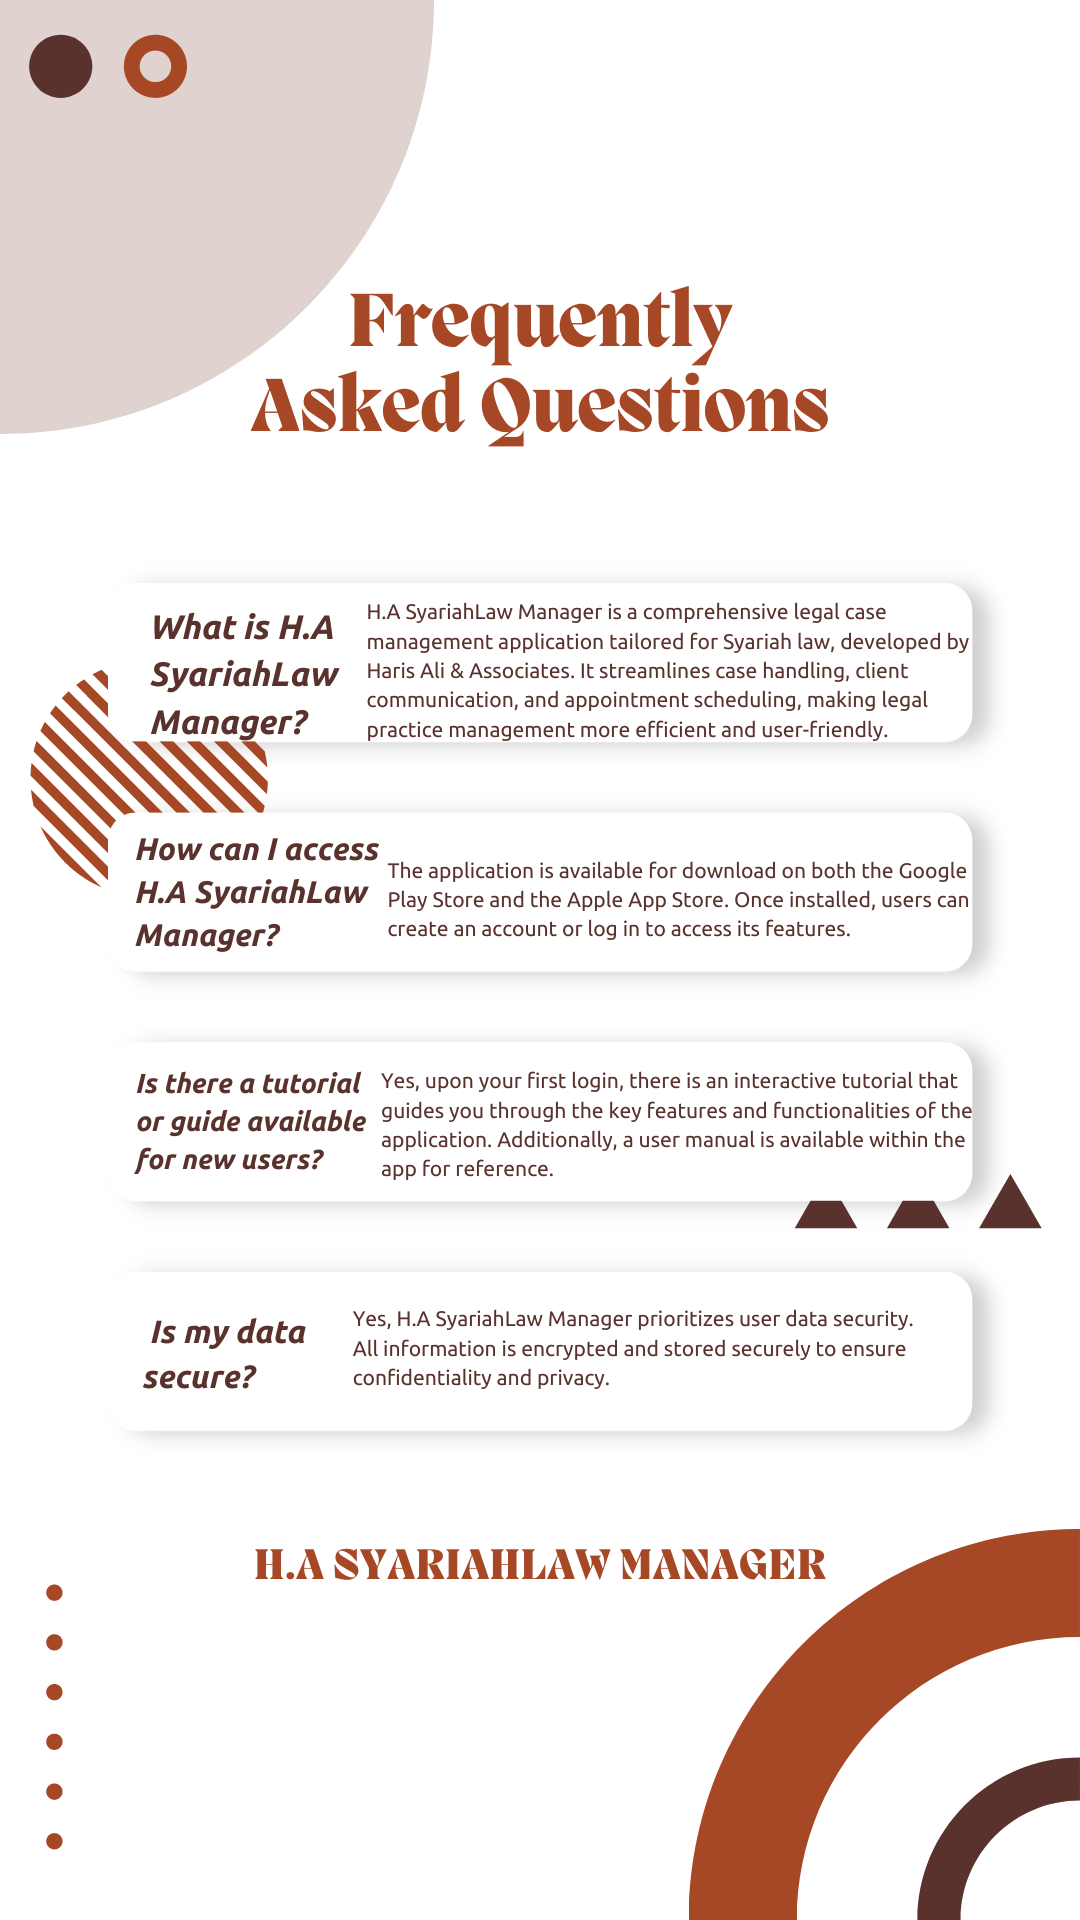 Frequently
Asked Questions
What is H.A
SyariahLaw
Manager?
H.A SyariahLaw Manager is a comprehensive legal case
management application tailored for Syariah law, developed by
Haris Ali & Associates. It streamlines case handling, client
communication, and appointment scheduling, making legal
practice management more efficient and user-friendly.
How can I access
H.A SyariahLaw
Manager?
The application is available for download on both the Google
Play Store and the Apple App Store. Once installed, users can
create an account or log in to access its features.
Is there a tutorial
or guide available
for new users?
Yes, upon your first login, there is an interactive tutorial that
guides you through the key features and functionalities of the
application. Additionally, a user manual is available within the
app for reference.
Is my data
secure?
Yes, H.A SyariahLaw Manager prioritizes user data security.
All information is encrypted and stored securely to ensure
confidentiality and privacy.
H.A SYARIAHLAW MANAGER